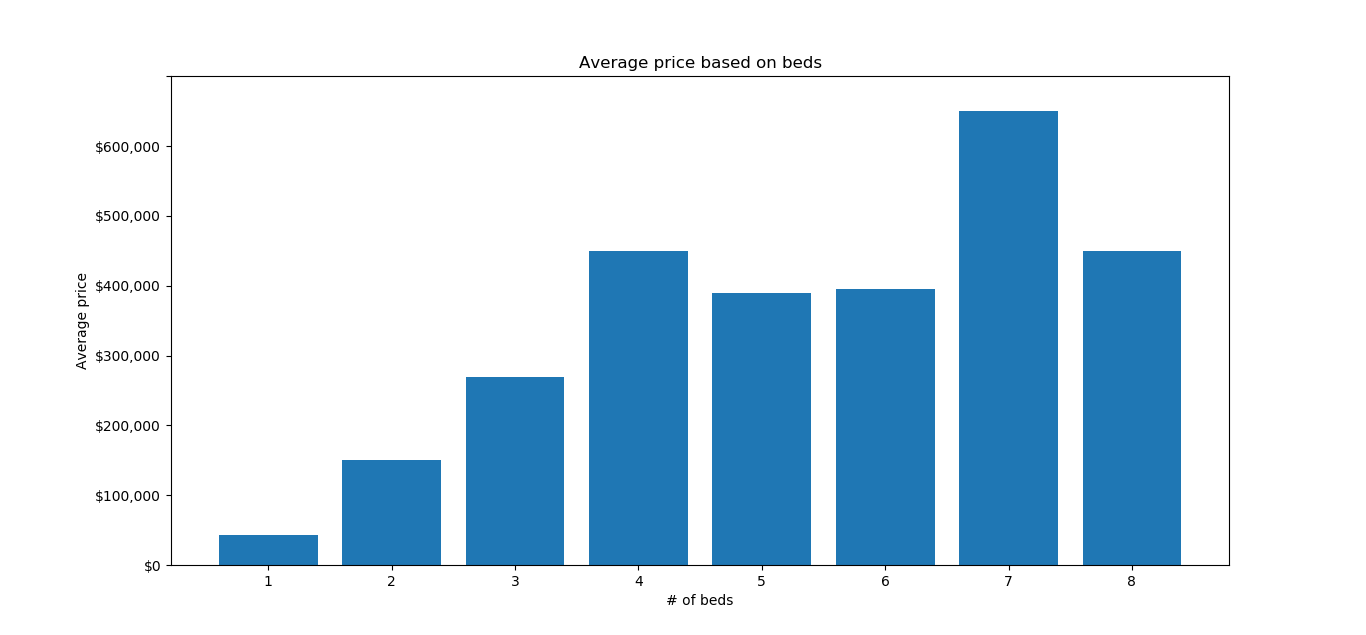 Average price based on beds
$600,000
$500,000
$400,000
$300,000
$200,000
$100,000
$0
Average price
1 2 3 4 5 6 7 8
# of beds